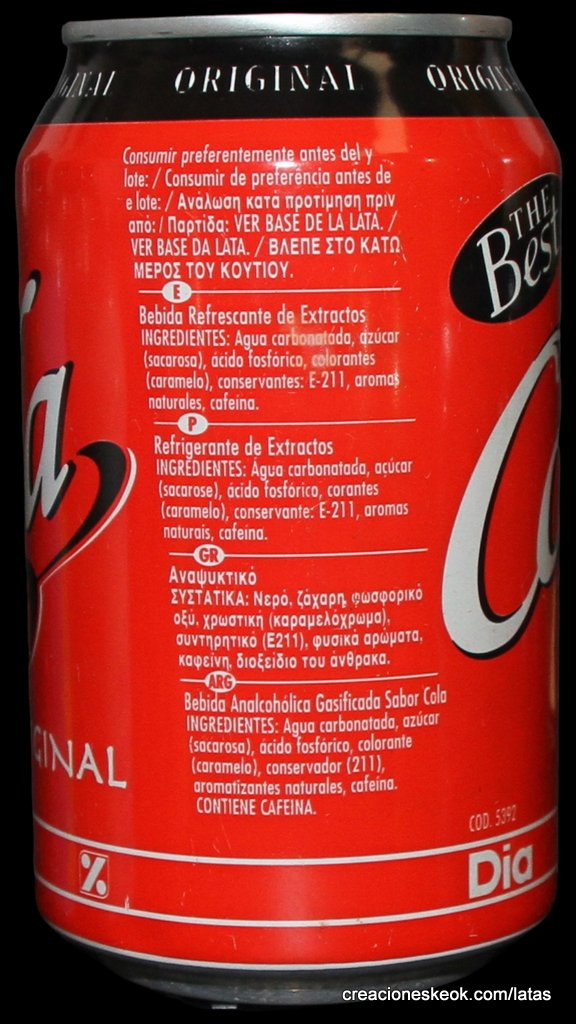 ORIGINAL
ORIGINAL
THE
Best
Consumir preferentemente antes del y
lote: / Consumir de preferência antes de
e lote: / Ανάλωση κατά προτίμηση πριν
από: / Παρτίδα: VER BASE DE LA LATA. /
VER BASE DA LATA. / ΒΛΕΠΕ ΣΤΟ ΚΑΤΩ
ΜΕΡΟΣ ΤΟΥ ΚΟΥΤΙΟΥ.
E
Bebida Refrescante de Extractos
INGREDIENTES: Agua carbonatada, azúcar
(sacarosa), ácido fosfórico, colorantes
(caramelo), conservantes: E-211, aromas
naturales, cafeína.
P
Refrigerante de Extractos
INGREDIENTES: Água carbonatada, açúcar
(sacarose), ácido fosfórico, corantes
(caramelo), conservante: E-211, aromas
naturais, cafeína.
GR
Αναψυκτικό
ΣΥΣΤΑΤΙΚΑ: Νερό, ζάχαρη, φωσφορικό
οξύ, χρωστική (καραμελόχρωμα),
συντηρητικό (Ε211), φυσικά αρώματα,
καφεΐνη, διοξείδιο του άνθρακα.
ARG
Bebida Analcohólica Gasificada Sabor Cola
INGREDIENTES: Agua carbonatada, azúcar
(sacarosa), ácido fosfórico, colorante
(caramelo), conservador (211),
aromatizantes naturales, cafeína.
CONTIENE CAFEINA.
GINAL
COD. 5392
%
Dia
creacioneskeok.com/latas